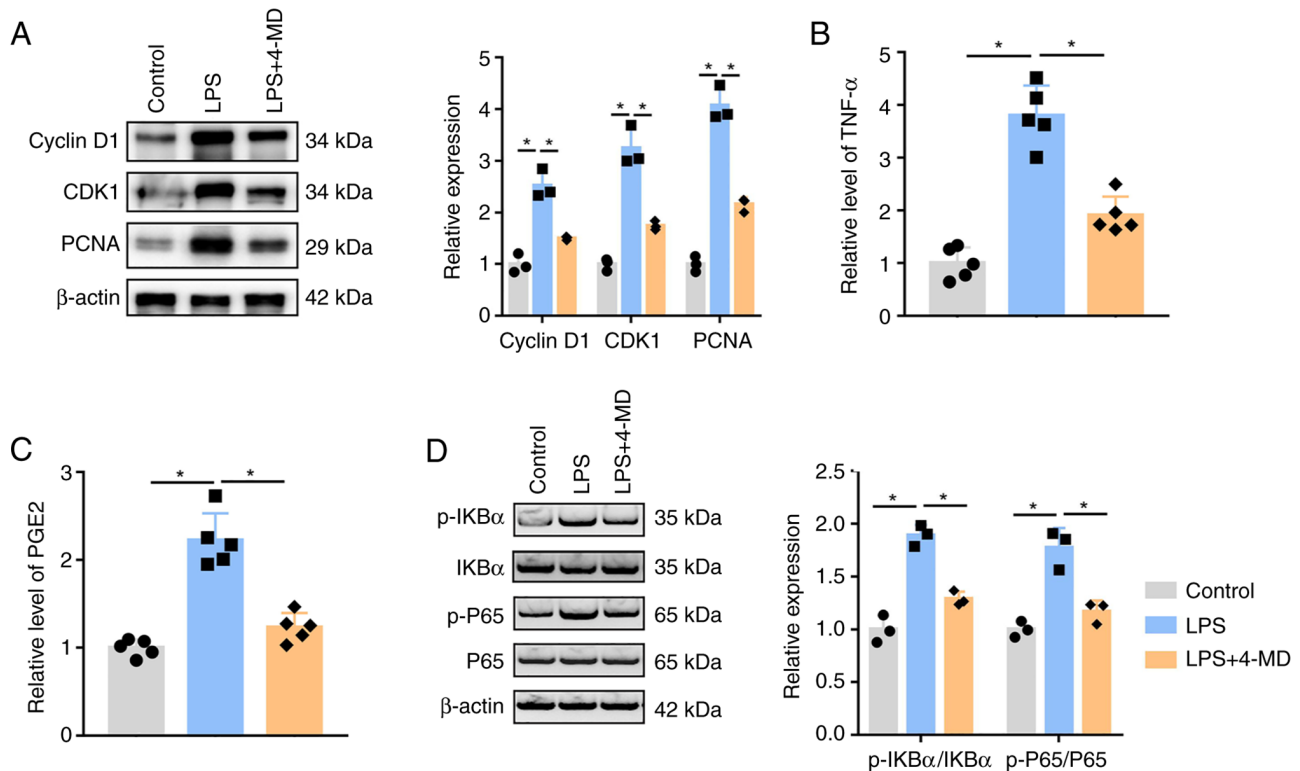 A
Control
LPS
LPS+4-MD
Cyclin D1
34 kDa
CDK1
34 kDa
PCNA
29 kDa
β-actin
42 kDa
Relative expression
5
4
3
2
1
0
* *
* *
* *
Cyclin D1 CDK1 PCNA
B
Relative level of TNF-α
5
4
3
2
1
0
* *
C
Relative level of PGE2
3
2
1
0
* *
D
Control
LPS
LPS+4-MD
p-IKBα
35 kDa
IKBα
35 kDa
p-P65
65 kDa
P65
65 kDa
β-actin
42 kDa
Relative expression
2.5
2.0
1.5
1.0
0.5
0.0
* *
* *
p-IKBα/IKBα p-P65/P65
Control
LPS
LPS+4-MD